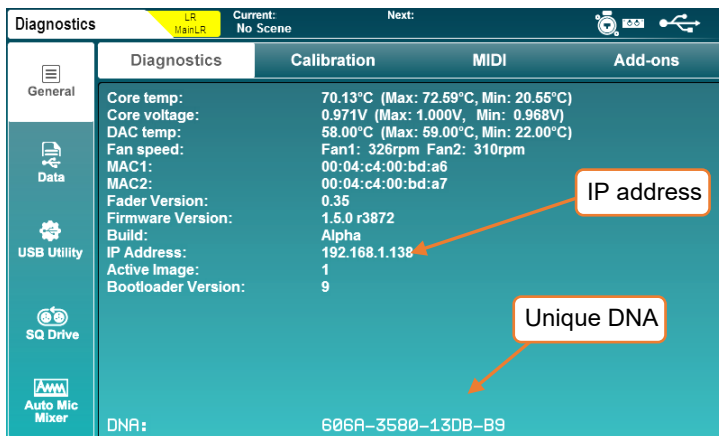 Diagnostics
LR
MainLR
Current:
No Scene
Next:
Diagnostics
Calibration
MIDI
Add-ons
General
Data
USB Utility
SQ Drive
Auto Mic
Mixer
Core temp: 70.13°C (Max: 72.59°C, Min: 20.55°C)
Core voltage: 0.971V (Max: 1.000V, Min: 0.968V)
DAC temp: 58.00°C (Max: 59.00°C, Min: 22.00°C)
Fan speed: Fan1: 326rpm Fan2: 310rpm
MAC1: 00:04:c4:00:bd:a6
MAC2: 00:04:c4:00:bd:a7
Fader Version: 0.35
Firmware Version: 1.5.0 r3872
Build: Alpha
IP Address: 192.168.1.138
Active Image: 1
Bootloader Version: 9
IP address
Unique DNA
DNA: 606A-3580-13DB-B9